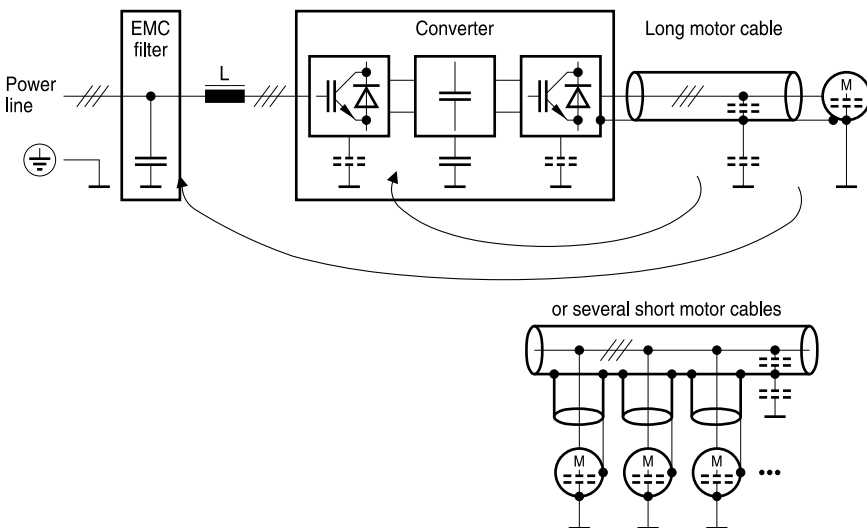 EMC
filter
Converter
Long motor cable
L
Power
line
M
or several short motor cables
M
M
M